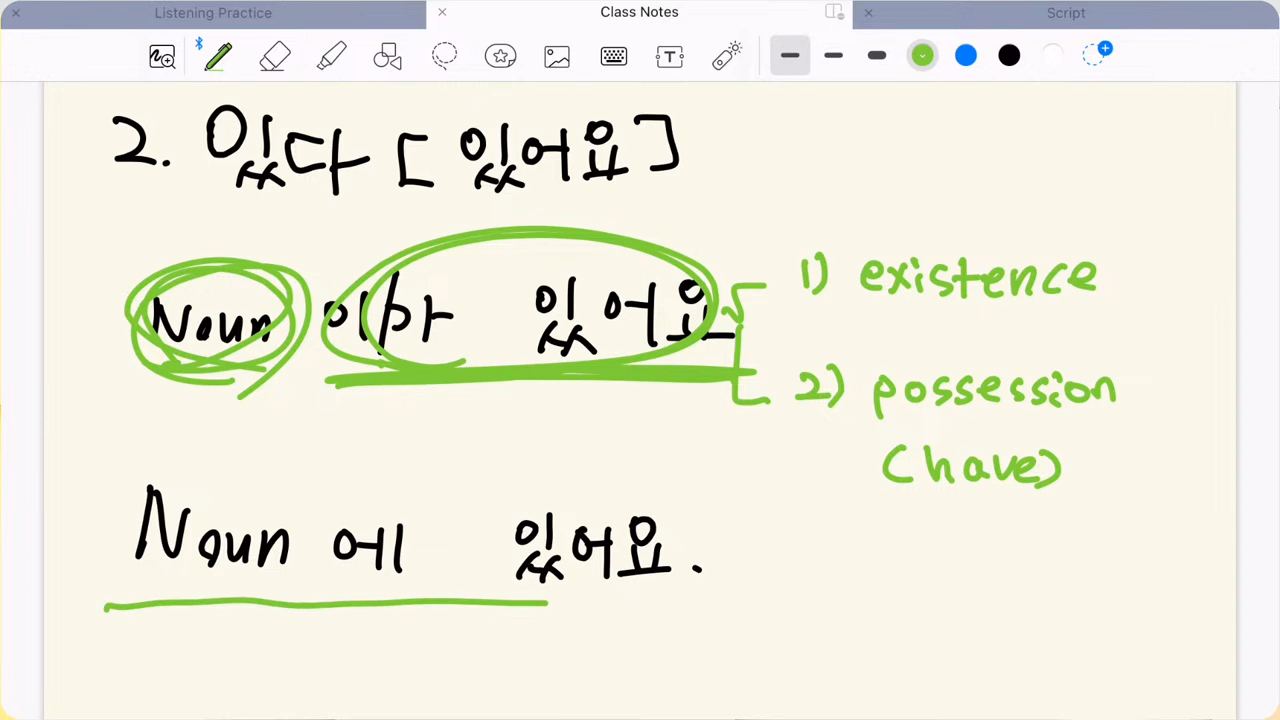 Listening Practice
Class Notes
Script
2. 있다 [있어요]
Noun 이/가 있어요
1) existence
2) possession
(have)
Noun 에 있어요.